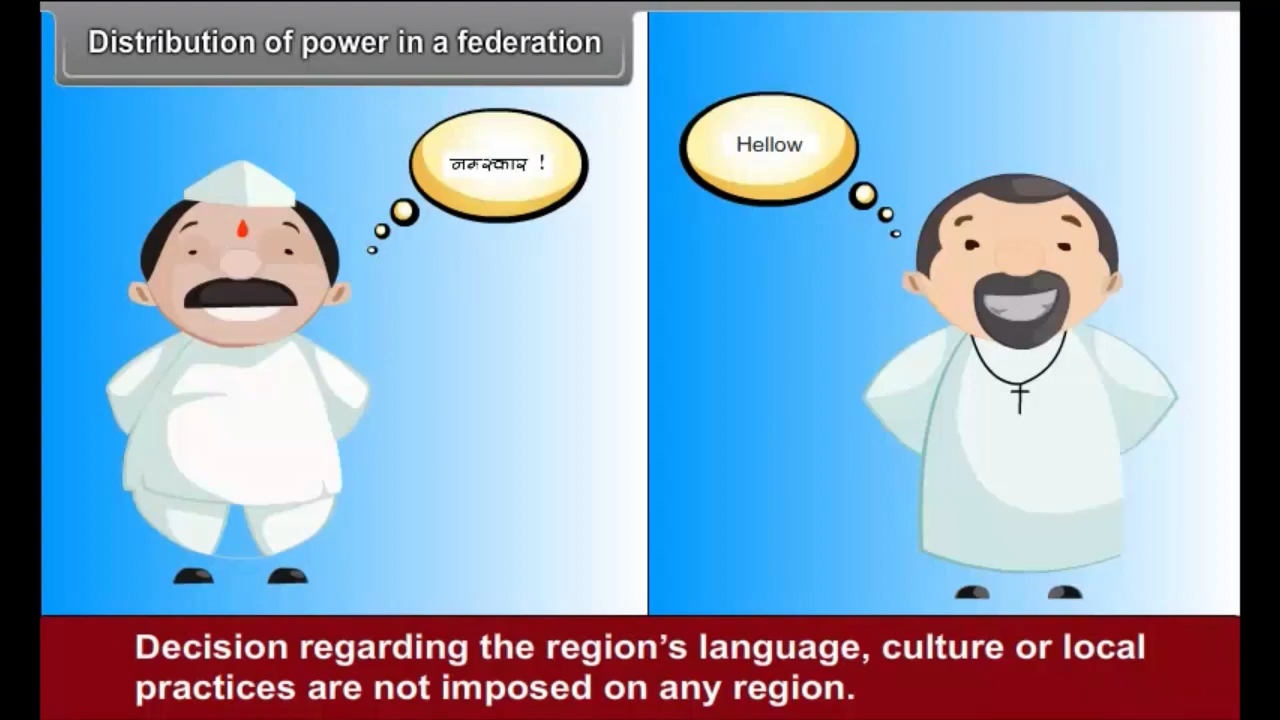 Distribution of power in a federation
नमस्कार !
Hellow
Decision regarding the region's language, culture or local
practices are not imposed on any region.